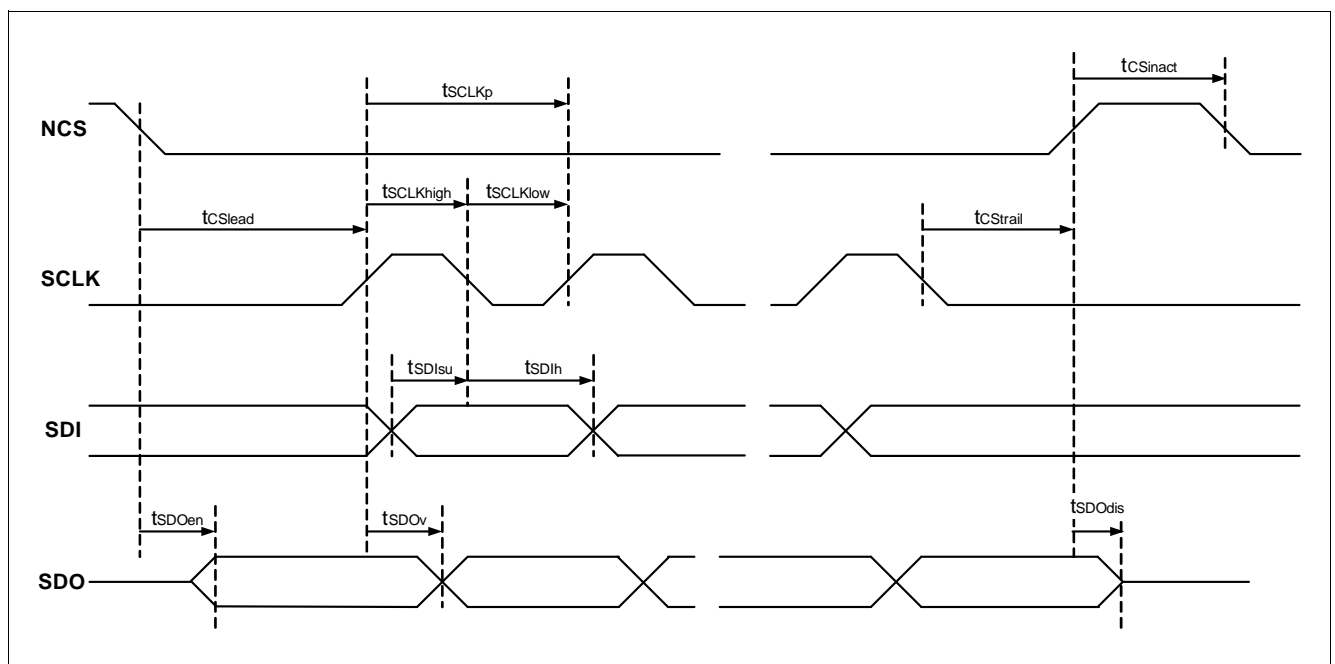 tCSinact
tSCLKp
NCS
tSCLKhigh
tSCLKlow
tCSlead
tCStrail
SCLK
tSDIsu
tSDIh
SDI
tSDOen
tSDOv
tSDOdis
SDO